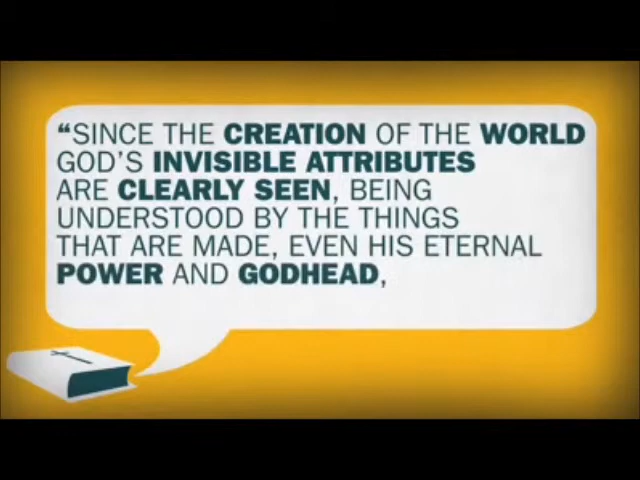 “SINCE THE CREATION OF THE WORLD
GOD’S INVISIBLE ATTRIBUTES
ARE CLEARLY SEEN, BEING
UNDERSTOOD BY THE THINGS
THAT ARE MADE, EVEN HIS ETERNAL
POWER AND GODHEAD,